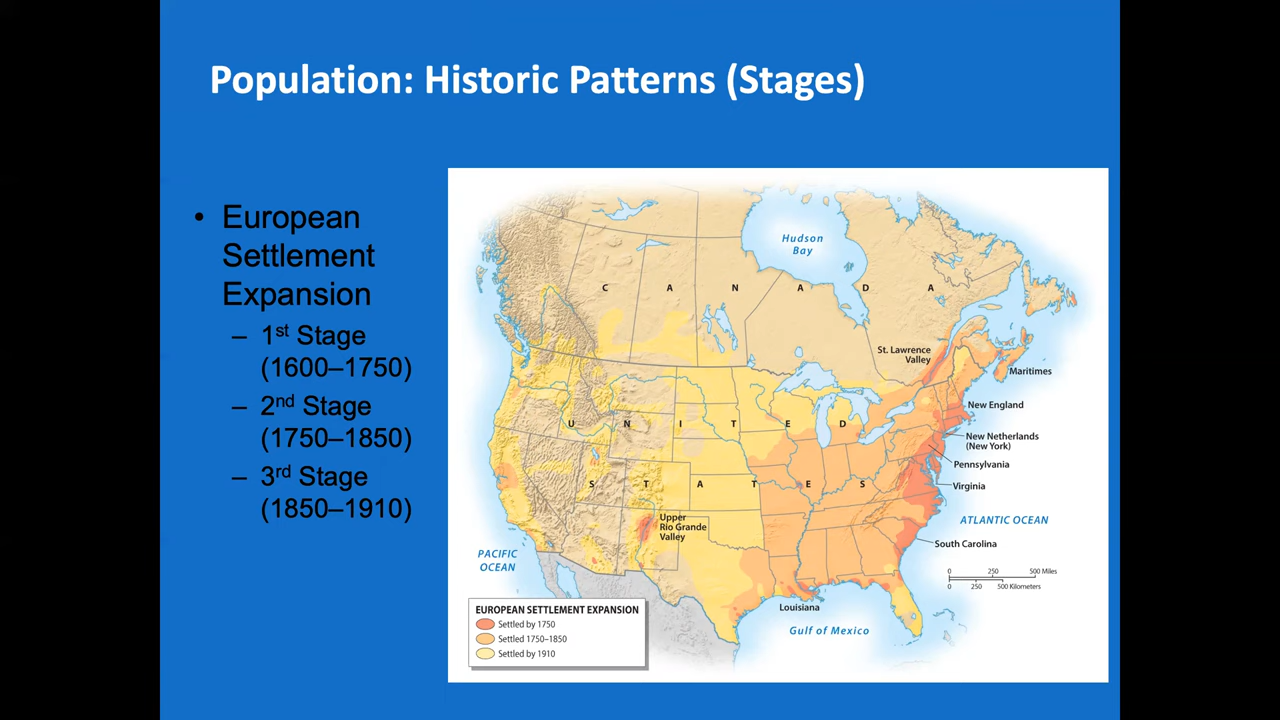 Population: Historic Patterns (Stages)
• European
Settlement
Expansion
– 1st Stage
(1600–1750)
– 2nd Stage
(1750–1850)
– 3rd Stage
(1850–1910)
Hudson
Bay
C A N A D A
St. Lawrence
Valley
Maritimes
New England
New Netherlands
(New York)
Pennsylvania
Virginia
U N I T E D
S T A T E S
ATLANTIC OCEAN
South Carolina
Upper
Rio Grande
Valley
PACIFIC
OCEAN
0 250 500 Miles
0 250 500 Kilometers
Louisiana
Gulf of Mexico
EUROPEAN SETTLEMENT EXPANSION
Settled by 1750
Settled 1750–1850
Settled by 1910